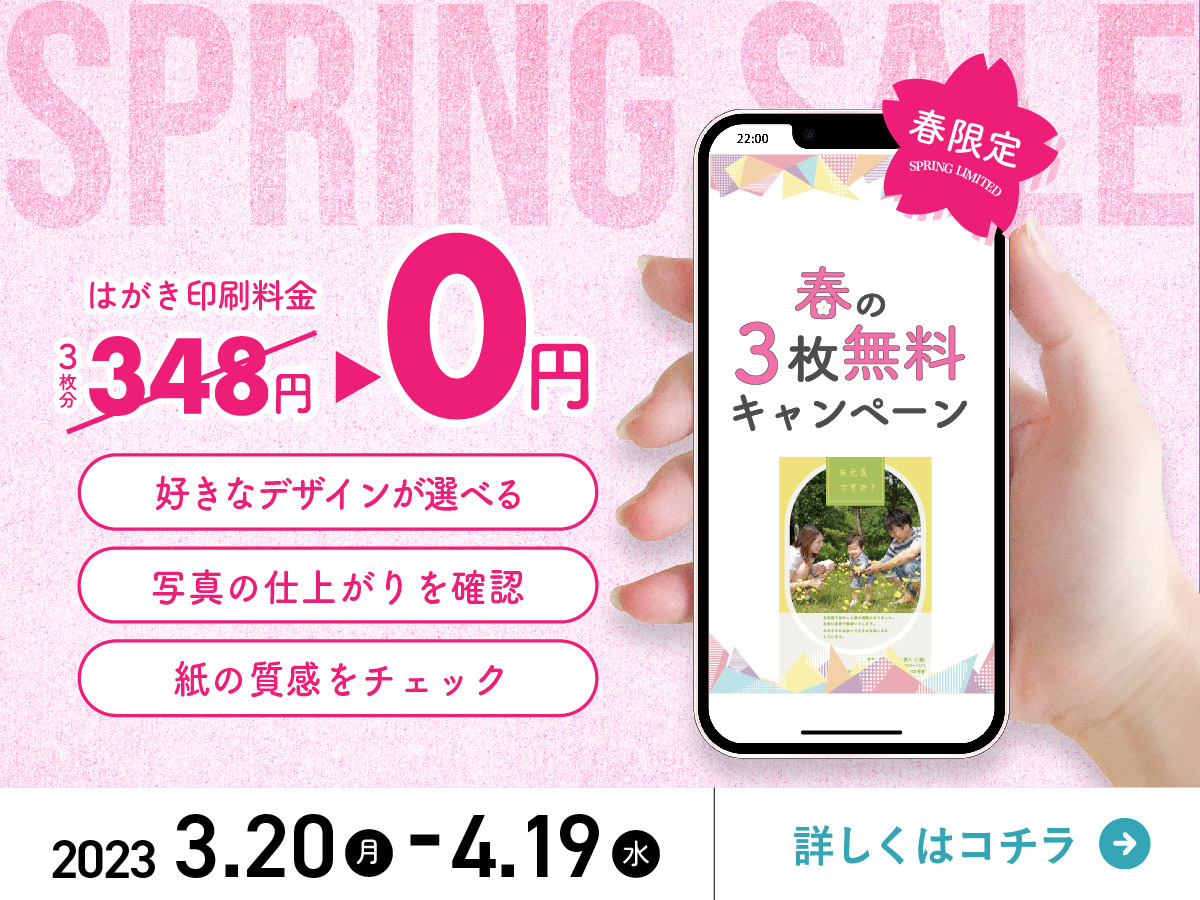 SPRING SALE
春限定
SPRING LIMITED
22:00
はがき印刷料金
3枚分
348円
0円
好きなデザインが選べる
写真の仕上がりを確認
紙の質感をチェック
春の
3枚無料
キャンペーン
お元気
ですか？
2023 3.20 月 - 4.19 水
詳しくはコチラ